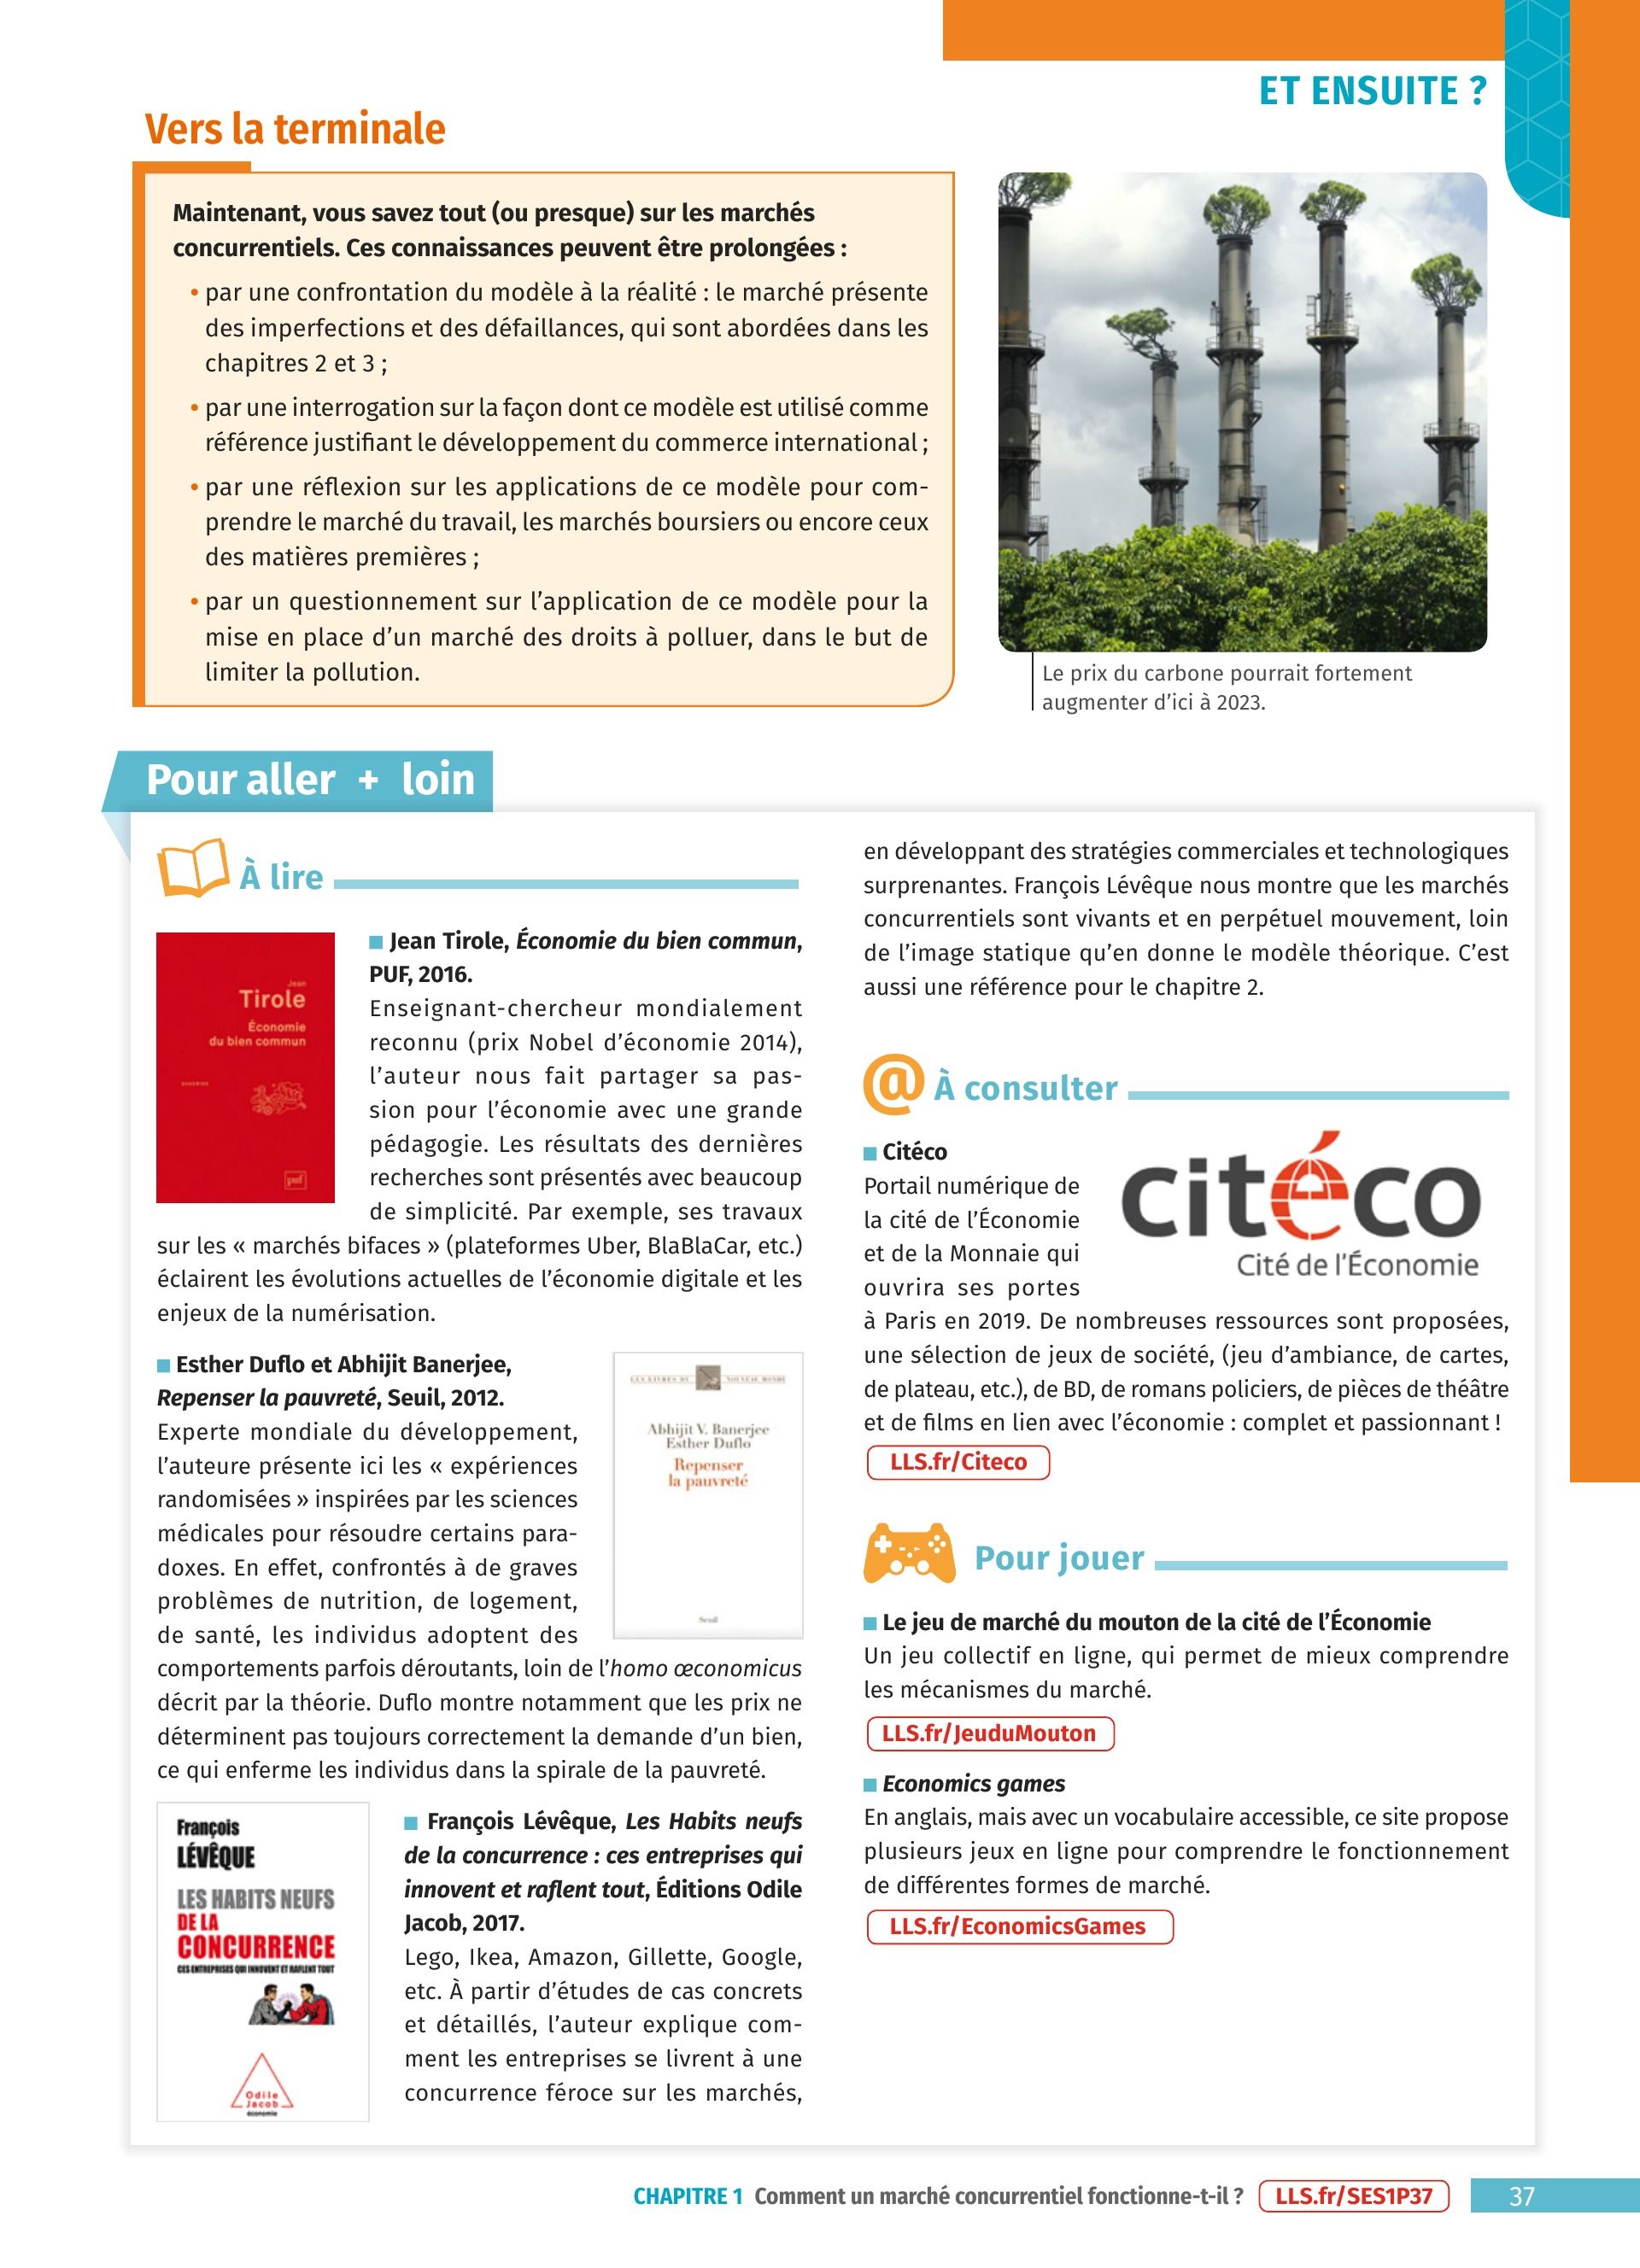 ET ENSUITE ?
Vers la terminale
Maintenant, vous savez tout (ou presque) sur les marchés
concurrentiels. Ces connaissances peuvent être prolongées :
• par une confrontation du modèle à la réalité : le marché présente
des imperfections et des défaillances, qui sont abordées dans les
chapitres 2 et 3 ;
• par une interrogation sur la façon dont ce modèle est utilisé comme
référence justifiant le développement du commerce international ;
• par une réflexion sur les applications de ce modèle pour com-
prendre le marché du travail, les marchés boursiers ou encore ceux
des matières premières ;
• par un questionnement sur l’application de ce modèle pour la
mise en place d’un marché des droits à polluer, dans le but de
limiter la pollution.
Le prix du carbone pourrait fortement
augmenter d’ici à 2023.
Pour aller + loin
À lire
Jean
Tirole
Économie
du bien commun
puf
Jean Tirole, Économie du bien commun,
PUF, 2016.
Enseignant-chercheur mondialement
reconnu (prix Nobel d’économie 2014),
l’auteur nous fait partager sa pas-
sion pour l’économie avec une grande
pédagogie. Les résultats des dernières
recherches sont présentés avec beaucoup
de simplicité. Par exemple, ses travaux
sur les « marchés bifaces » (plateformes Uber, BlaBlaCar, etc.)
éclairent les évolutions actuelles de l’économie digitale et les
enjeux de la numérisation.
Esther Duflo et Abhijit Banerjee,
Repenser la pauvreté, Seuil, 2012.
Experte mondiale du développement,
l’auteure présente ici les « expériences
randomisées » inspirées par les sciences
médicales pour résoudre certains para-
doxes. En effet, confrontés à de graves
problèmes de nutrition, de logement,
de santé, les individus adoptent des
comportements parfois déroutants, loin de l’homo œconomicus
décrit par la théorie. Duflo montre notamment que les prix ne
déterminent pas toujours correctement la demande d’un bien,
ce qui enferme les individus dans la spirale de la pauvreté.
LES LIVRES DU NOUVEAU MONDE
Abhijit V. Banerjee
Esther Duflo
Repenser
la pauvreté
Seuil
François
LÉVÊQUE
LES HABITS NEUFS
DE LA
CONCURRENCE
CES ENTREPRISES QUI INNOVENT ET RAFLENT TOUT
Odile
Jacob
économie
François Lévêque, Les Habits neufs
de la concurrence : ces entreprises qui
innovent et raflent tout, Éditions Odile
Jacob, 2017.
Lego, Ikea, Amazon, Gillette, Google,
etc. À partir d’études de cas concrets
et détaillés, l’auteur explique com-
ment les entreprises se livrent à une
concurrence féroce sur les marchés,
en développant des stratégies commerciales et technologiques
surprenantes. François Lévêque nous montre que les marchés
concurrentiels sont vivants et en perpétuel mouvement, loin
de l’image statique qu’en donne le modèle théorique. C’est
aussi une référence pour le chapitre 2.
@ À consulter
Citéco
Portail numérique de
la cité de l’Économie
et de la Monnaie qui
ouvrira ses portes
à Paris en 2019. De nombreuses ressources sont proposées,
une sélection de jeux de société, (jeu d’ambiance, de cartes,
de plateau, etc.), de BD, de romans policiers, de pièces de théâtre
et de films en lien avec l’économie : complet et passionnant !
LLS.fr/Citeco
citéco
Cité de l’Économie
Pour jouer
Le jeu de marché du mouton de la cité de l’Économie
Un jeu collectif en ligne, qui permet de mieux comprendre
les mécanismes du marché.
LLS.fr/JeuduMouton
Economics games
En anglais, mais avec un vocabulaire accessible, ce site propose
plusieurs jeux en ligne pour comprendre le fonctionnement
de différentes formes de marché.
LLS.fr/EconomicsGames
CHAPITRE 1 Comment un marché concurrentiel fonctionne-t-il ? LLS.fr/SES1P37 37